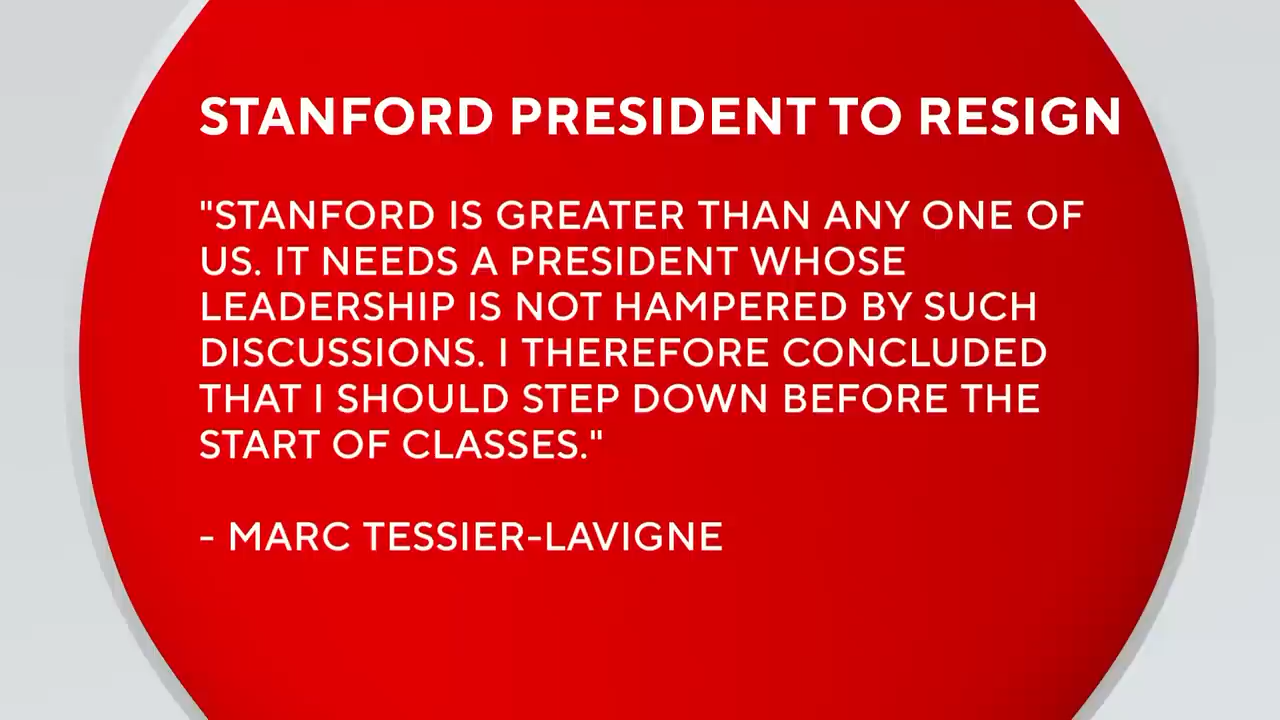 STANFORD PRESIDENT TO RESIGN
"STANFORD IS GREATER THAN ANY ONE OF
US. IT NEEDS A PRESIDENT WHOSE
LEADERSHIP IS NOT HAMPERED BY SUCH
DISCUSSIONS. I THEREFORE CONCLUDED
THAT I SHOULD STEP DOWN BEFORE THE
START OF CLASSES."
- MARC TESSIER-LAVIGNE